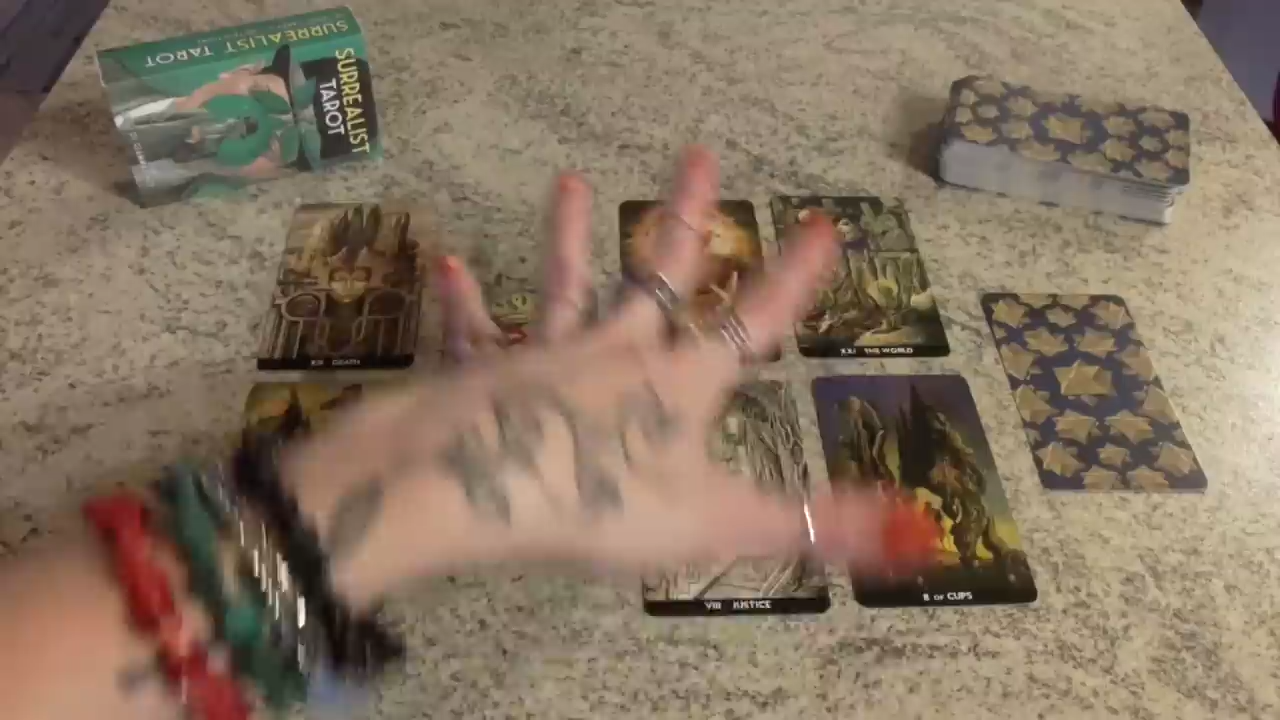 SURREALIST TAROT
SURREALIST
TAROT
XIII DEATH
XXI THE WORLD
VIII JUSTICE
8 OF CUPS